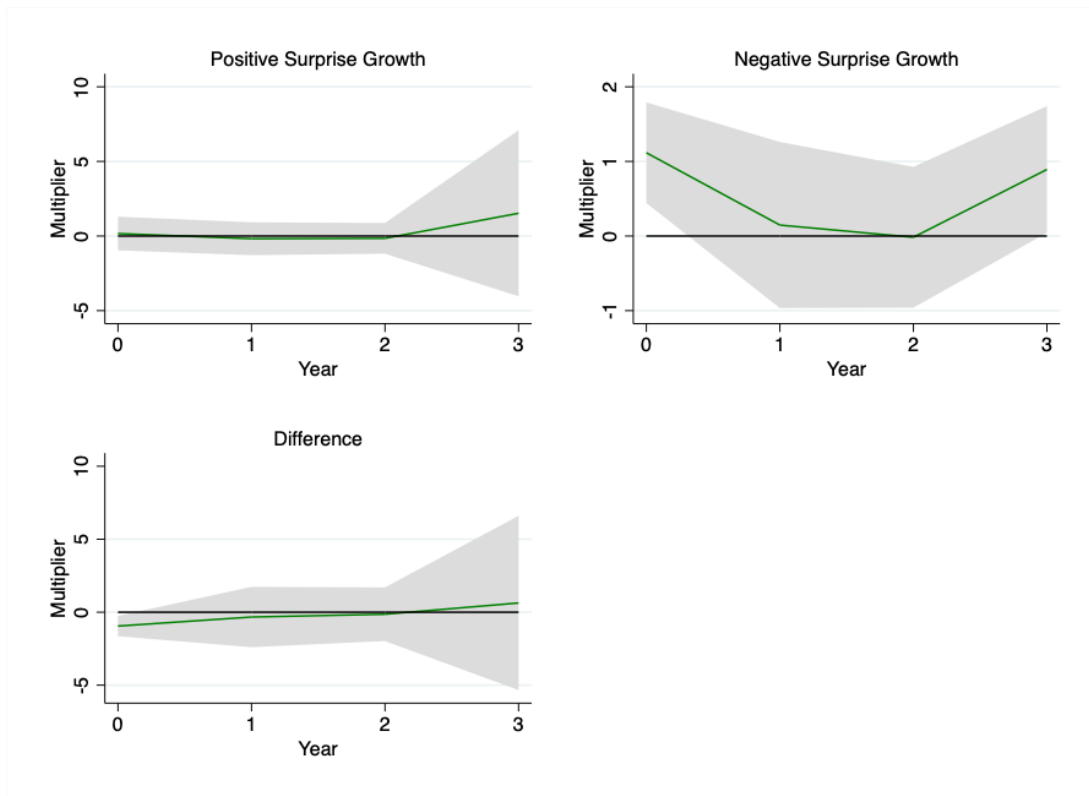 Positive Surprise Growth
Multiplier
10
5
0
-5
0 1 2 3
Year
Negative Surprise Growth
Multiplier
2
1
0
-1
0 1 2 3
Year
Difference
Multiplier
10
5
0
-5
0 1 2 3
Year